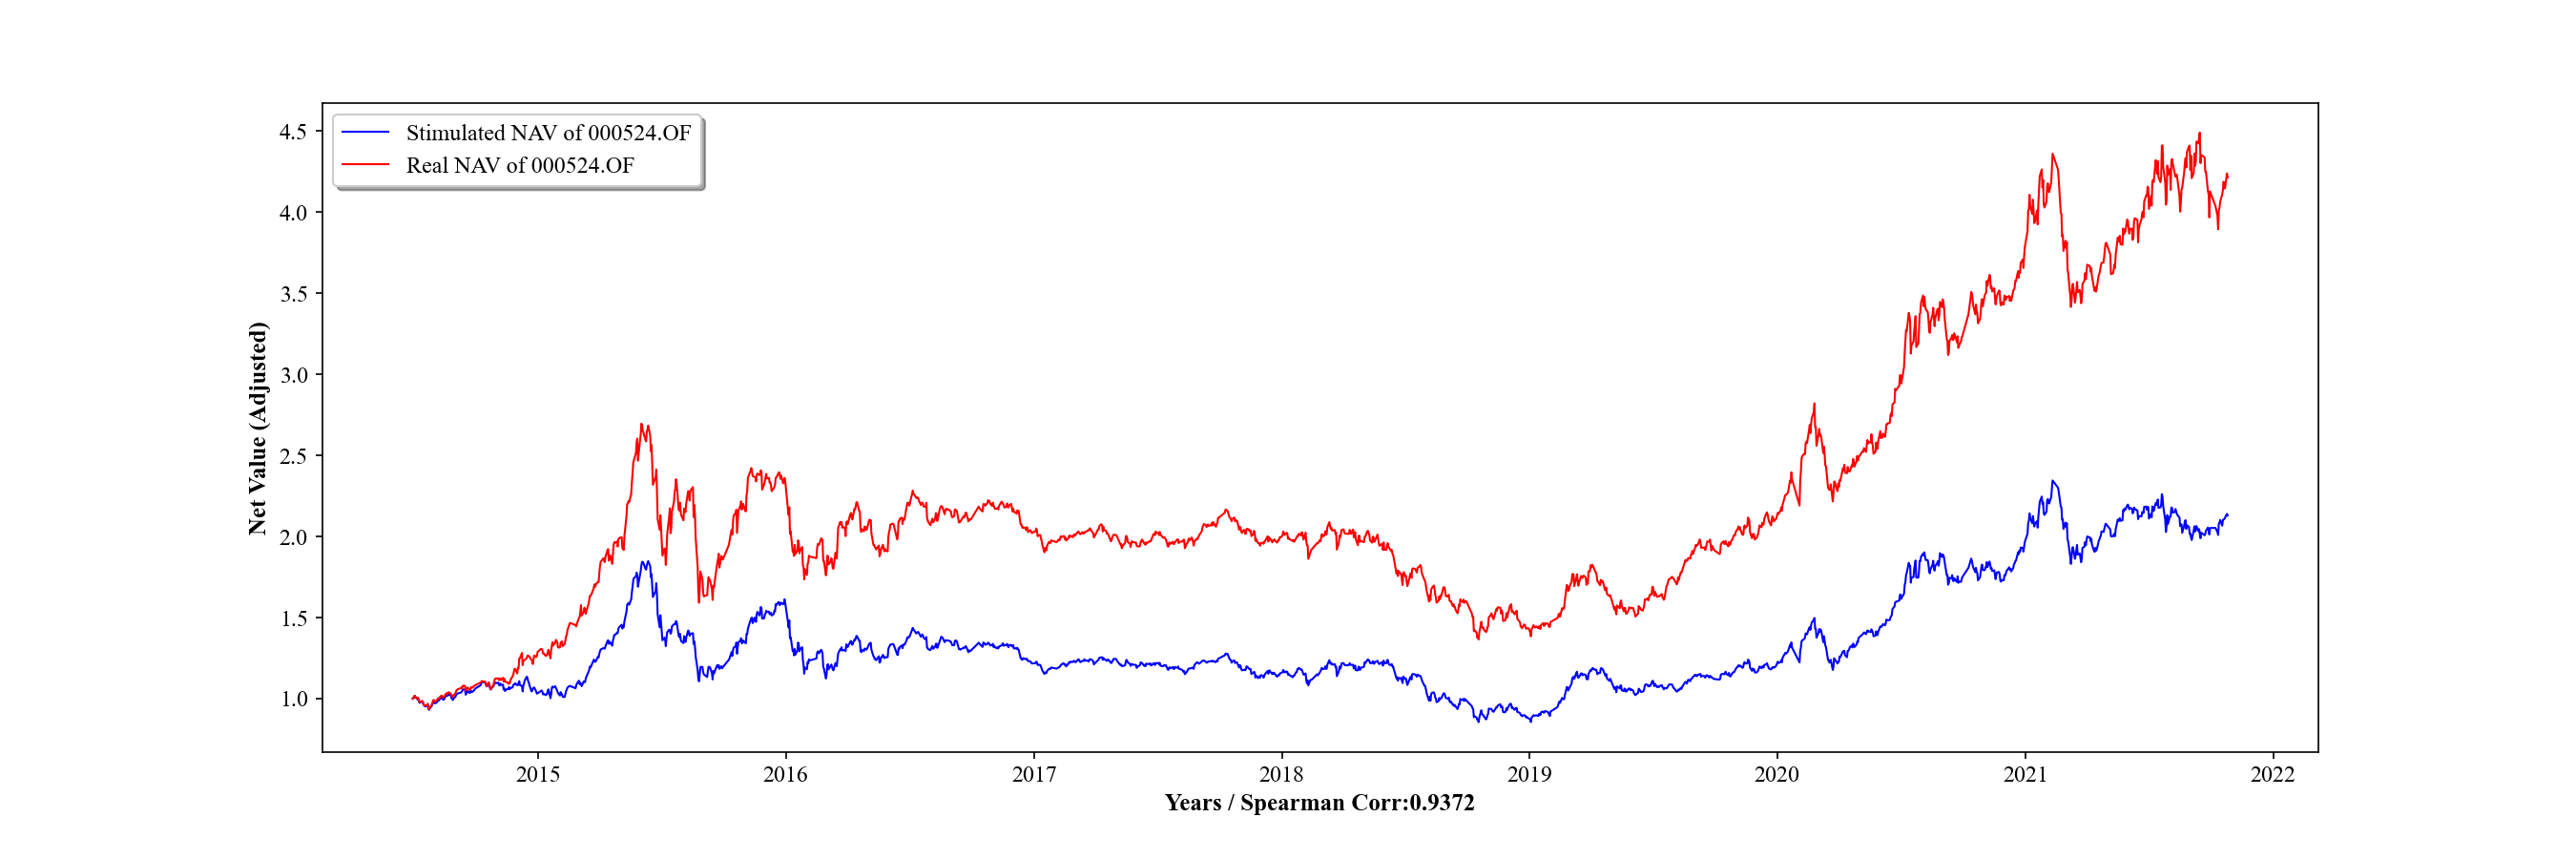 Stimulated NAV of 000524.OF
Real NAV of 000524.OF
4.5
4.0
3.5
3.0
2.5
2.0
1.5
1.0
Net Value (Adjusted)
2015 2016 2017 2018 2019 2020 2021 2022
Years / Spearman Corr:0.9372